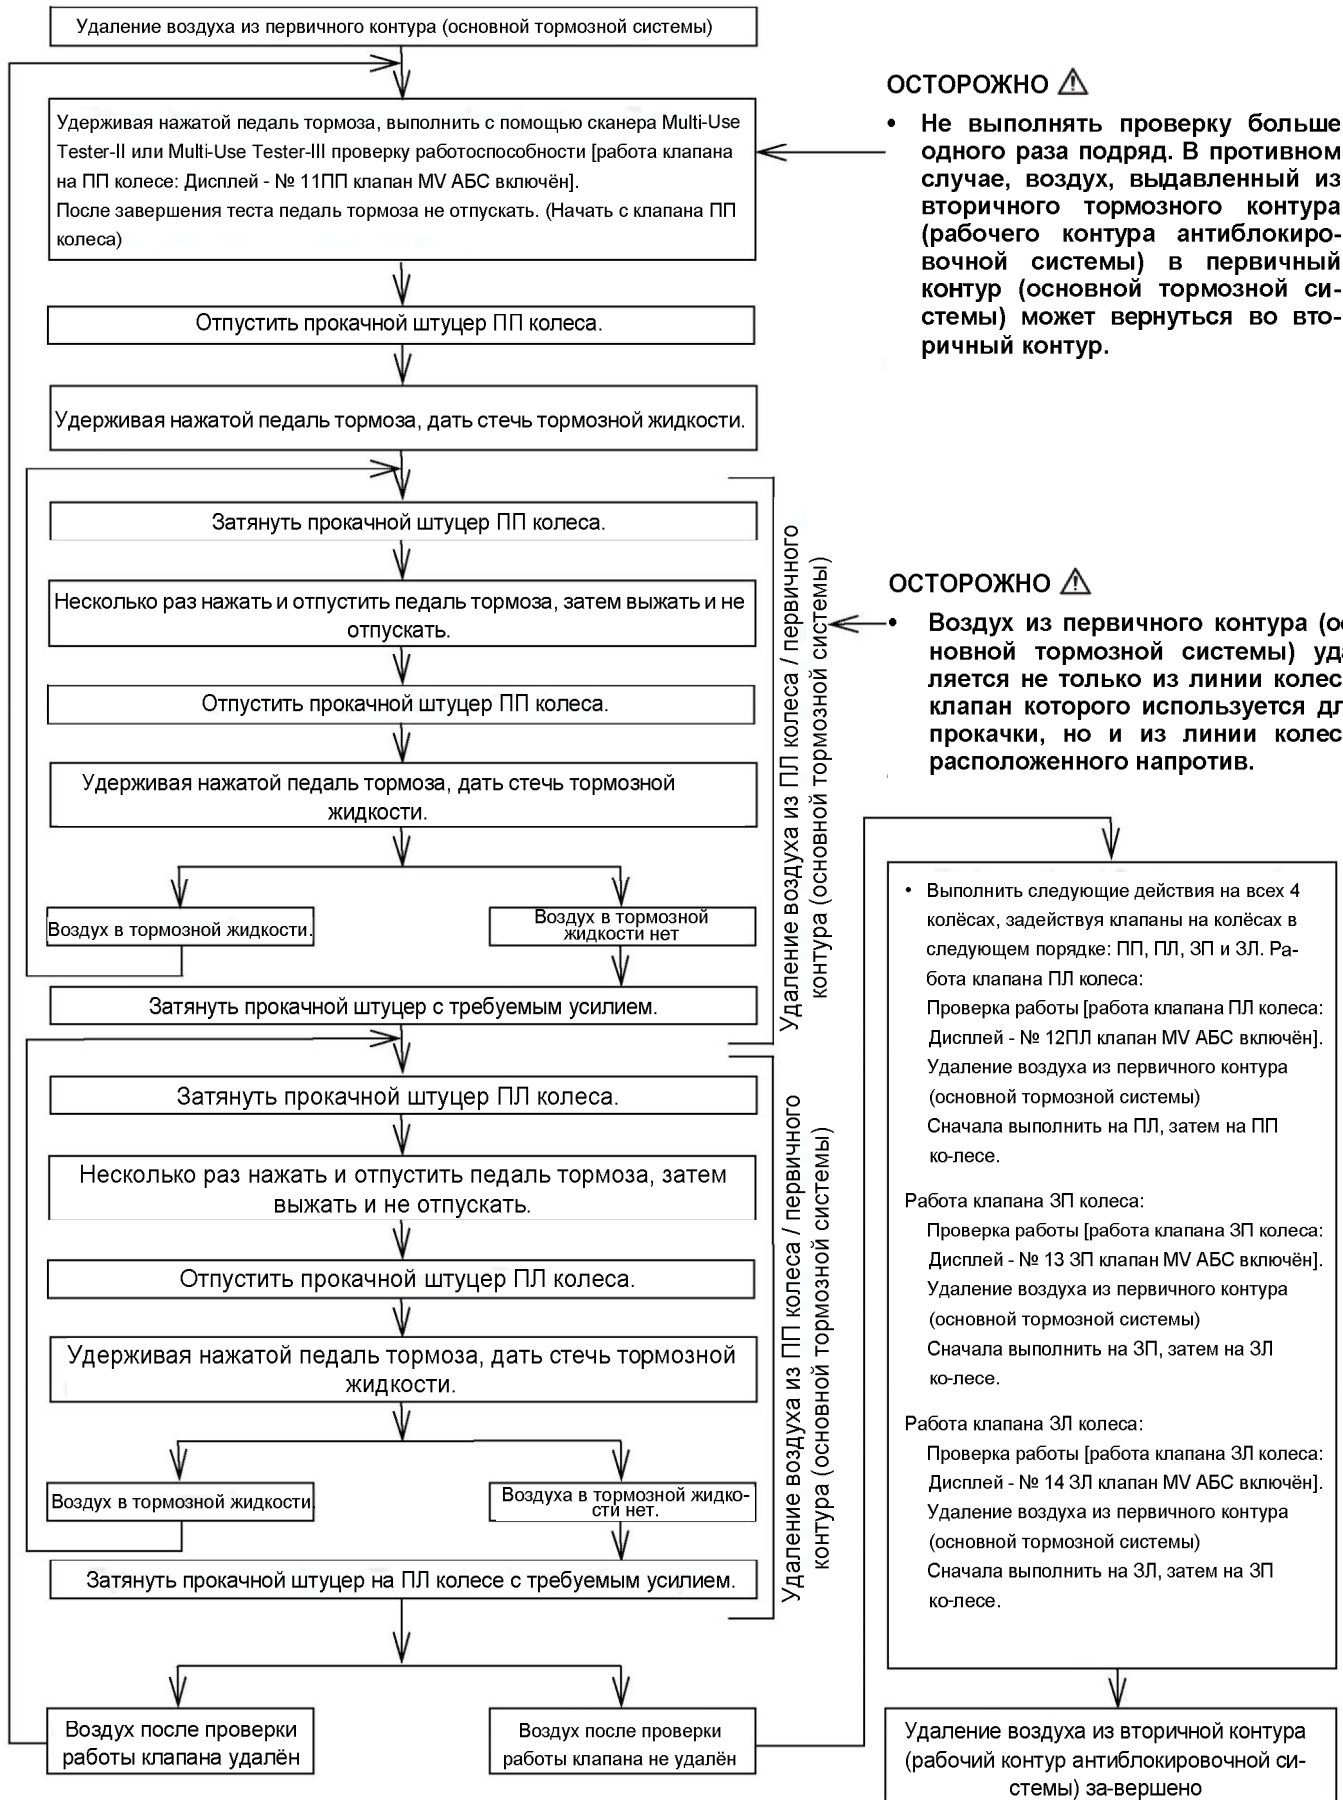 Удаление воздуха из первичного контура (основной тормозной системы)
Удерживая нажатой педаль тормоза, выполнить с помощью сканера Multi-Use
Tester-II или Multi-Use Tester-III проверку работоспособности [работа клапана
на ПП колесе: Дисплей - № 11ПП клапан MV АБС включён].
После завершения теста педаль тормоза не отпускать. (Начать с клапана ПП
колеса)
ОСТОРОЖНО
• Не выполнять проверку больше
одного раза подряд. В противном
случае, воздух, выдавленный из
вторичного тормозного контура
(рабочего контура антиблокиро-
вочной системы) в первичный
контур (основной тормозной си-
стемы) может вернуться во вто-
ричный контур.
Отпустить прокачной штуцер ПП колеса.
Удерживая нажатой педаль тормоза, дать стечь тормозной жидкости.
Затянуть прокачной штуцер ПП колеса.
Несколько раз нажать и отпустить педаль тормоза, затем выжать и не
отпускать.
Отпустить прокачной штуцер ПП колеса.
Удерживая нажатой педаль тормоза, дать стечь тормозной
жидкости.
Воздух в тормозной жидкости.
Воздуха в тормозной
жидкости нет
Затянуть прокачной штуцер с требуемым усилием.
Удаление воздуха из ПЛ колеса / первичного
контура (основной тормозной системы)
ОСТОРОЖНО
• Воздух из первичного контура (ос
новной тормозной системы) уда
ляется не только из линии колес
клапан которого используется дл
прокачки, но и из линии колес
расположенного напротив.
Затянуть прокачной штуцер ПЛ колеса.
Несколько раз нажать и отпустить педаль тормоза, затем
выжать и не отпускать.
Отпустить прокачной штуцер ПЛ колеса.
Удерживая нажатой педаль тормоза, дать стечь тормозной
жидкости.
Воздух в тормозной жидкости.
Воздуха в тормозной жидко-
сти нет.
Затянуть прокачной штуцер на ПЛ колесе с требуемым усилием.
Удаление воздуха из ПП колеса / первичного
контура (основной тормозной системы)
Воздух после проверки
работы клапана удалён
Воздух после проверки
работы клапана не удалён
• Выполнить следующие действия на всех 4
колёсах, задействуя клапаны на колёсах в
следующем порядке: ПП, ПЛ, ЗП и ЗЛ. Ра-
бота клапана ПЛ колеса:
Проверка работы [работа клапана ПЛ колеса:
Дисплей - № 12ПЛ клапан MV АБС включён].
Удаление воздуха из первичного контура
(основной тормозной системы)
Сначала выполнить на ПЛ, затем на ПП
ко-лесе.
Работа клапана ЗП колеса:
Проверка работы [работа клапана ЗП колеса:
Дисплей - № 13 ЗП клапан MV АБС включён].
Удаление воздуха из первичного контура
(основной тормозной системы)
Сначала выполнить на ЗП, затем на ЗЛ
ко-лесе.
Работа клапана ЗЛ колеса:
Проверка работы [работа клапана ЗЛ колеса:
Дисплей - № 14 ЗЛ клапан MV АБС включён].
Удаление воздуха из первичного контура
(основной тормозной системы)
Сначала выполнить на ЗЛ, затем на ЗП
ко-лесе.
Удаление воздуха из вторичной контура
(рабочий контур антиблокировочной си-
стемы) за-вершено